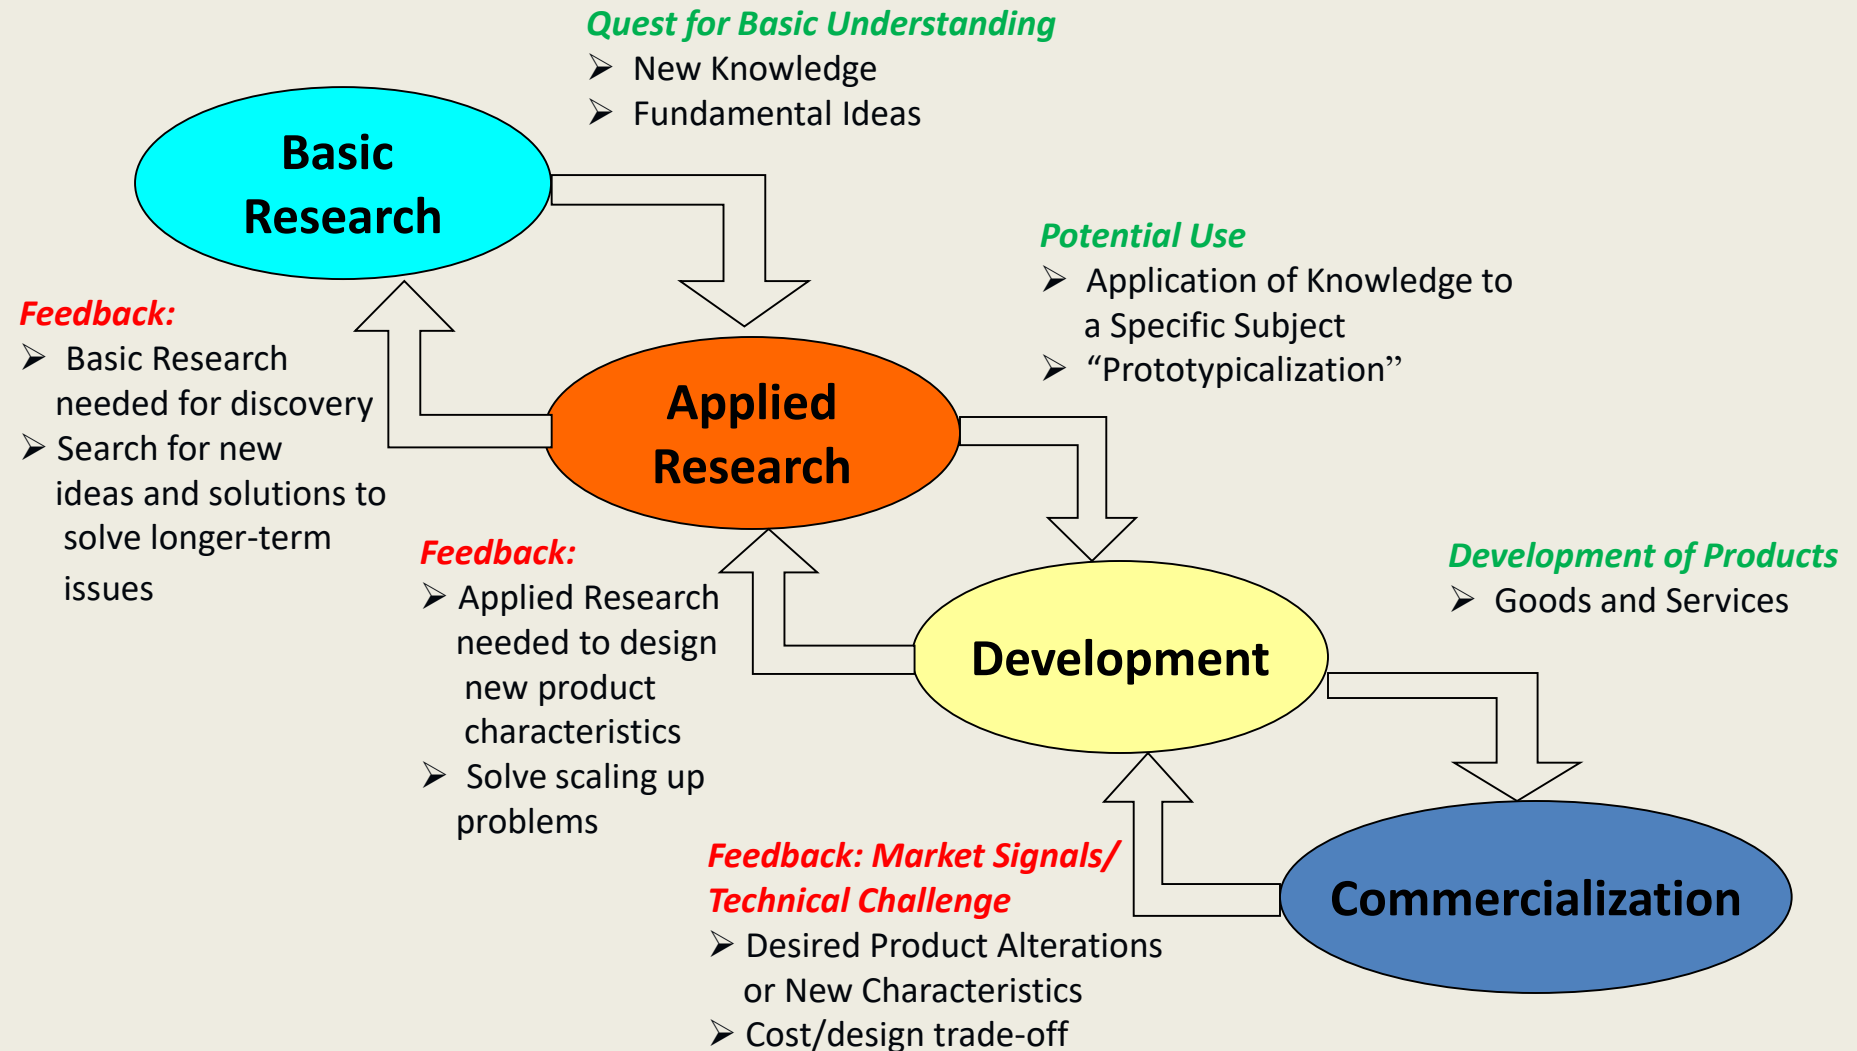 Quest for Basic Understanding
➢ New Knowledge
➢ Fundamental Ideas
Basic
Research
Potential Use
➢ Application of Knowledge to
a Specific Subject
➢ “Prototypicalization”
Feedback:
➢ Basic Research
needed for discovery
➢ Search for new
ideas and solutions to
solve longer-term
issues
Applied
Research
Feedback:
➢ Applied Research
needed to design
new product
characteristics
➢ Solve scaling up
problems
Development of Products
➢ Goods and Services
Development
Feedback: Market Signals/
Technical Challenge
➢ Desired Product Alterations
or New Characteristics
➢ Cost/design trade-off
Commercialization